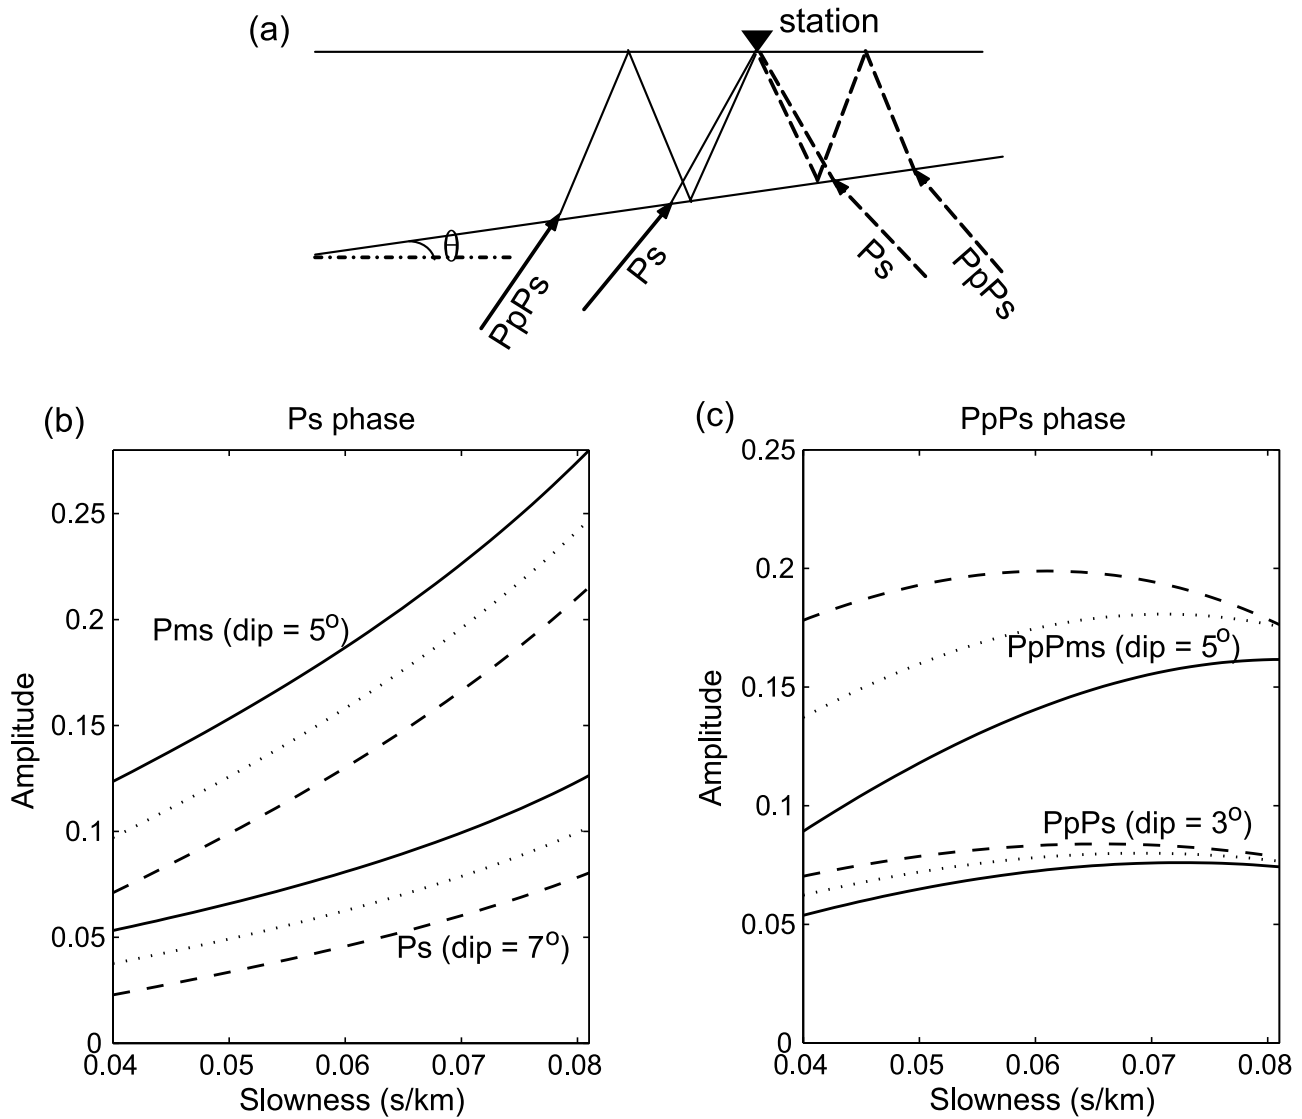 (a)
station
θ
PpPs
Ps
Ps
PpPs
(b)
Ps phase
Amplitude
0.25
0.2
0.15
0.1
0.05
0
Pms (dip = 5o)
Ps (dip = 7o)
0.04 0.05 0.06 0.07 0.08
Slowness (s/km)
(c)
PpPs phase
Amplitude
0.25
0.2
0.15
0.1
0.05
0
PpPms (dip = 5o)
PpPs (dip = 3o)
0.04 0.05 0.06 0.07 0.08
Slowness (s/km)